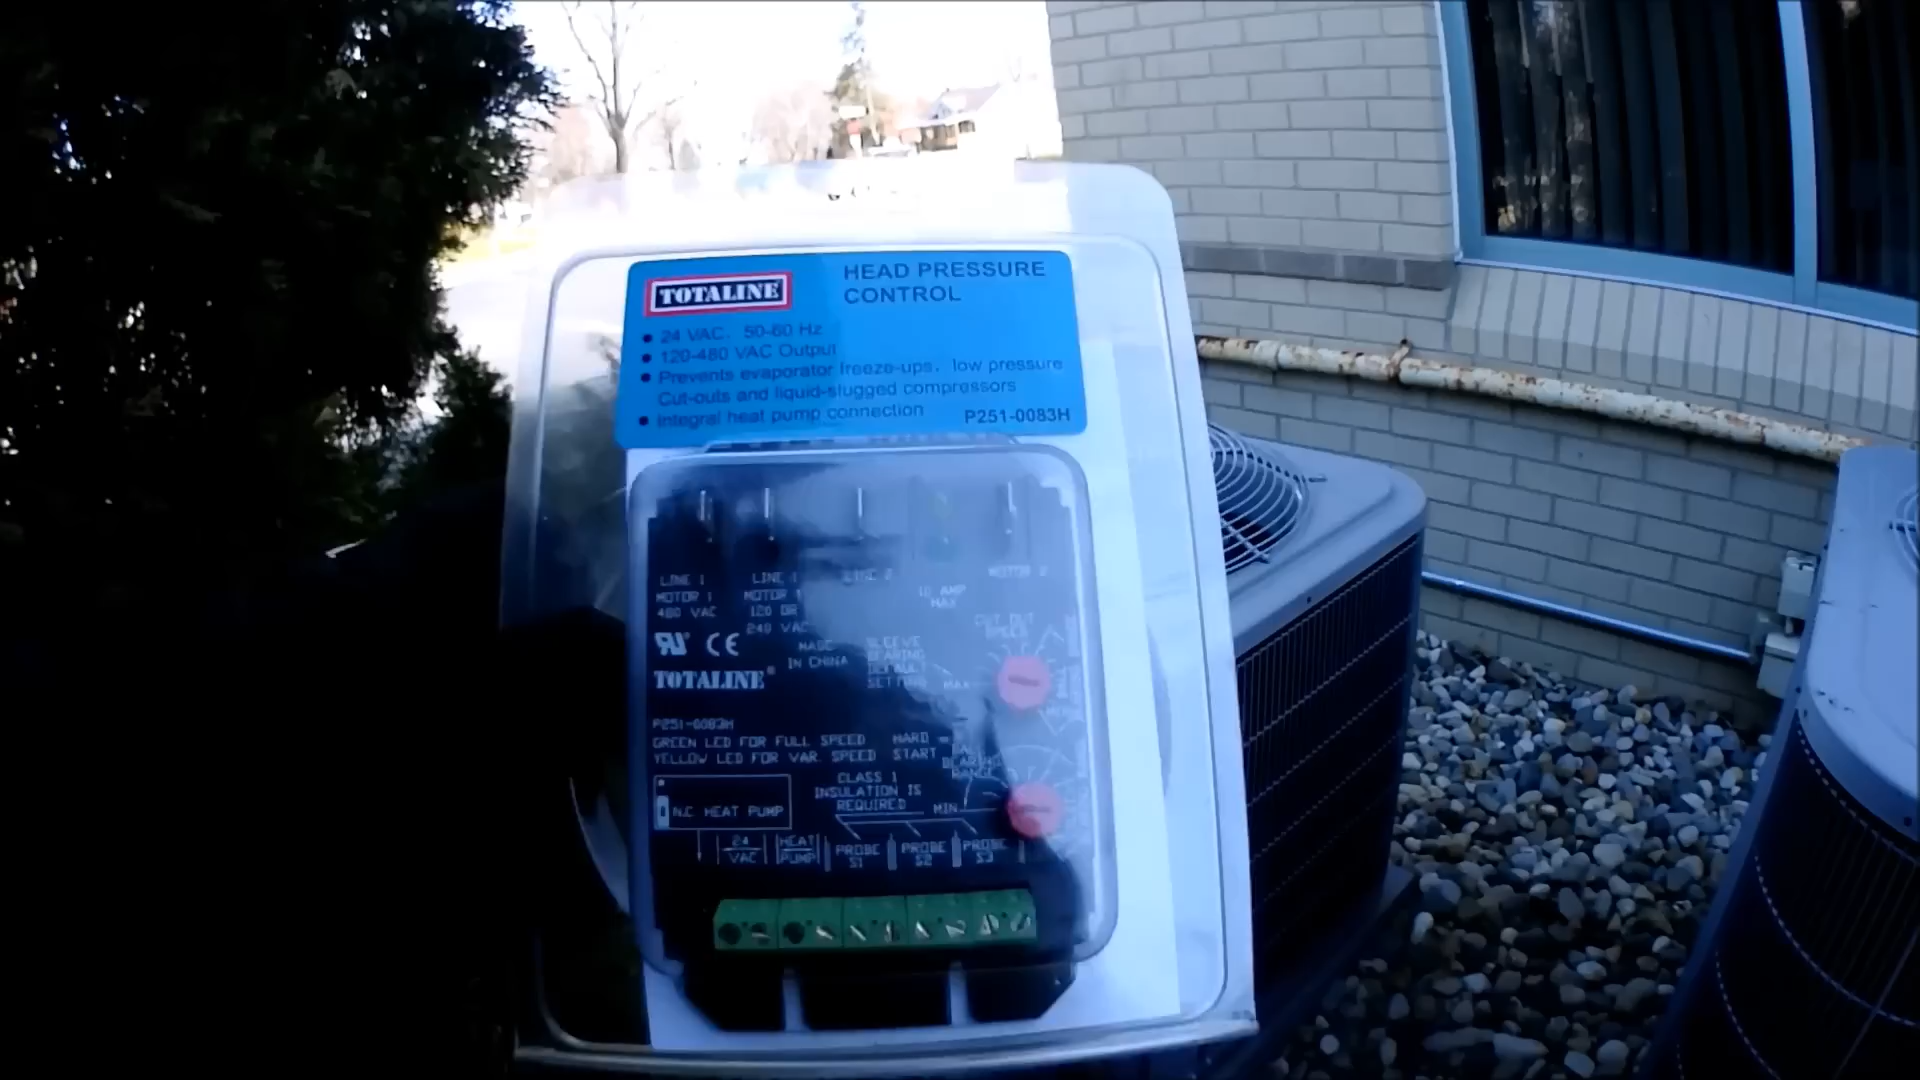 TOTALINE
HEAD PRESSURE
CONTROL
24 VAC, 50-60 Hz
120-480 VAC Output
Prevents evaporator freeze-ups, low pressure
Cut-outs and liquid-slugged compressors
Integral heat pump connection
P251-0083H
LINE 1 LINE 1 LINE 2 MOTOR 2
MOTOR 1 MOTOR 1 10 AMP
480 VAC 120 OR MAX
240 VAC
CUT OUT
SPEED
MADE
IN CHINA
SLEEVE
BEARING
DEFAULT
SETTING
MAX
TOTALINE®
P251-0083H
GREEN LED FOR FULL SPEED HARD
YELLOW LED FOR VAR. SPEED START
BALL
BEARING
RANGE
CLASS 1
INSULATION IS
REQUIRED MIN
N.C HEAT PUMP
24
VAC
HEAT
PUMP
PROBE
S1
PROBE
S2
PROBE
S3